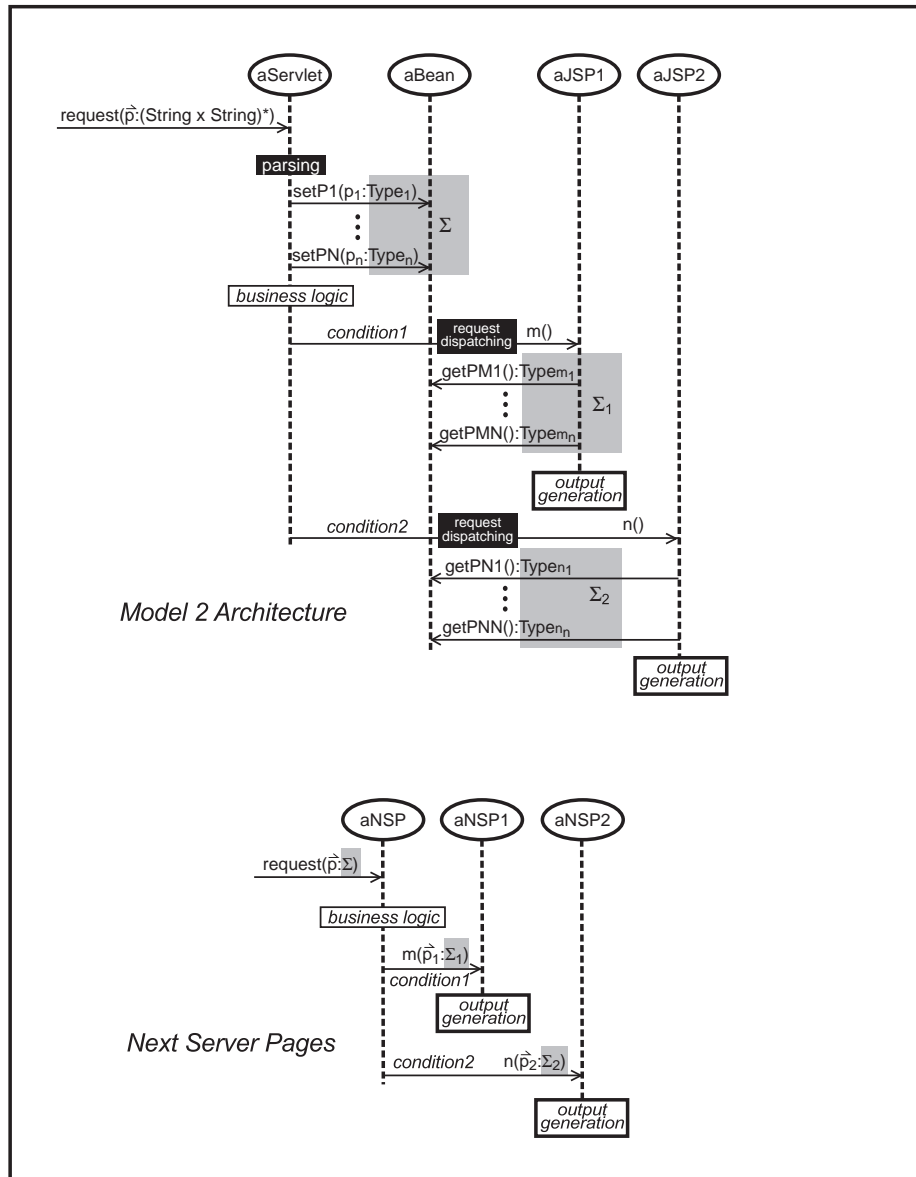 aServlet aBean aJSP1 aJSP2
request(p⃗:(String x String)*)
parsing
setP1(p₁:Type₁)
Σ
setPN(pₙ:Typeₙ)
business logic
condition1 request dispatching m()
getPM1():Typem₁
Σ₁
getPMN():Typemₙ
output
generation
condition2 request dispatching n()
getPN1():Typen₁
Σ₂
getPNN():Typenₙ
Model 2 Architecture
output
generation
aNSP aNSP1 aNSP2
request(p⃗:Σ)
business logic
m(p⃗₁:Σ₁)
condition1
output
generation
Next Server Pages
condition2 n(p⃗₂:Σ₂)
output
generation